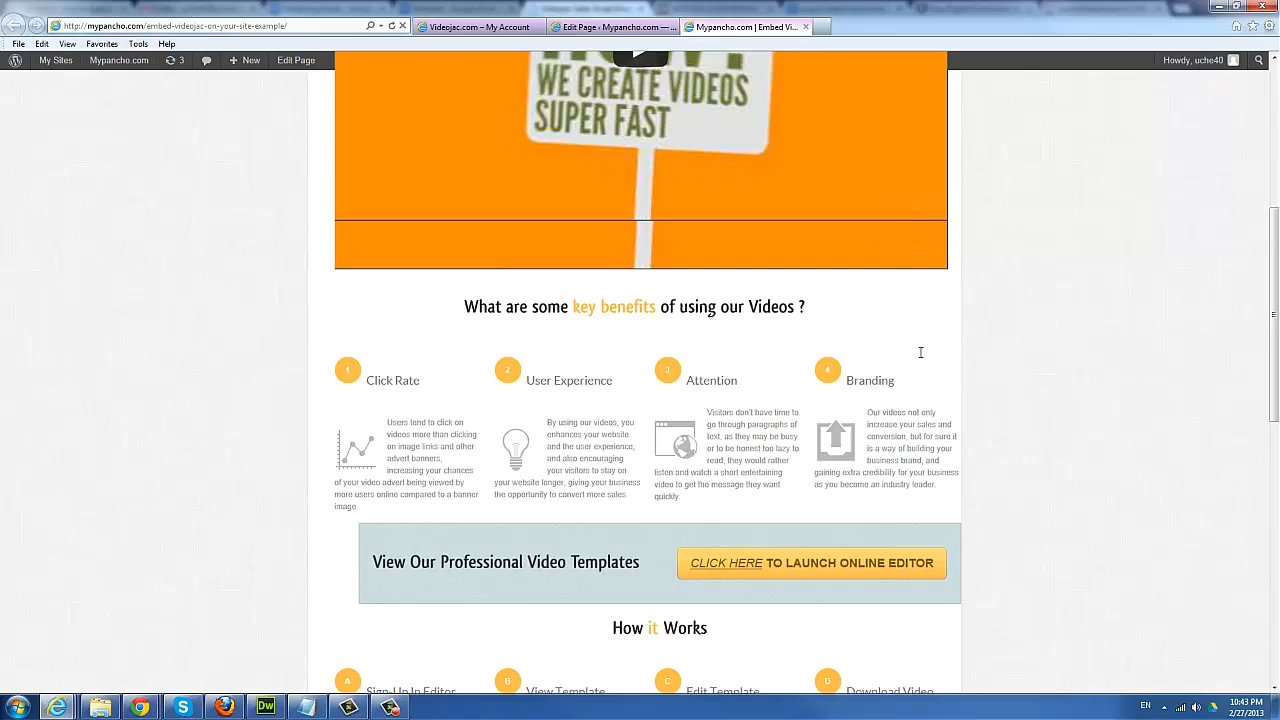 http://mypancho.com/embed-videojac-on-your-site-example/
Videojac.com – My Account
Edit Page ‹ Mypancho.com — ...
Mypancho.com | Embed Vi...
File Edit View Favorites Tools Help
My Sites Mypancho.com 3 New Edit Page
Howdy, uche40
WE CREATE VIDEOS
SUPER FAST
What are some key benefits of using our Videos ?
1 Click Rate
Users tend to click on
videos more than clicking
on image links and other
advert banners,
increasing your chances
of your video advert being viewed by
more users online compared to a banner
image.
2 User Experience
By using our videos, you
enhances your website
and the user experience,
and also encouraging
your visitors to stay on
your website longer, giving your business
the opportunity to convert more sales.
3 Attention
Visitors don't have time to
go through paragraphs of
text, as they may be busy
or to be honest too lazy to
read, they would rather
listen and watch a short entertaining
video to get the message they want
quickly.
4 Branding
Our videos not only
increase your sales and
conversion, but for sure it
is a way of building your
business brand, and
gaining extra credibility for your business
as you become an industry leader.
View Our Professional Video Templates
CLICK HERE TO LAUNCH ONLINE EDITOR
How it Works
A Sign-Up In Editor
B View Template
C Edit Template
D Download Video
Dw
EN
10:43 PM
2/27/2013